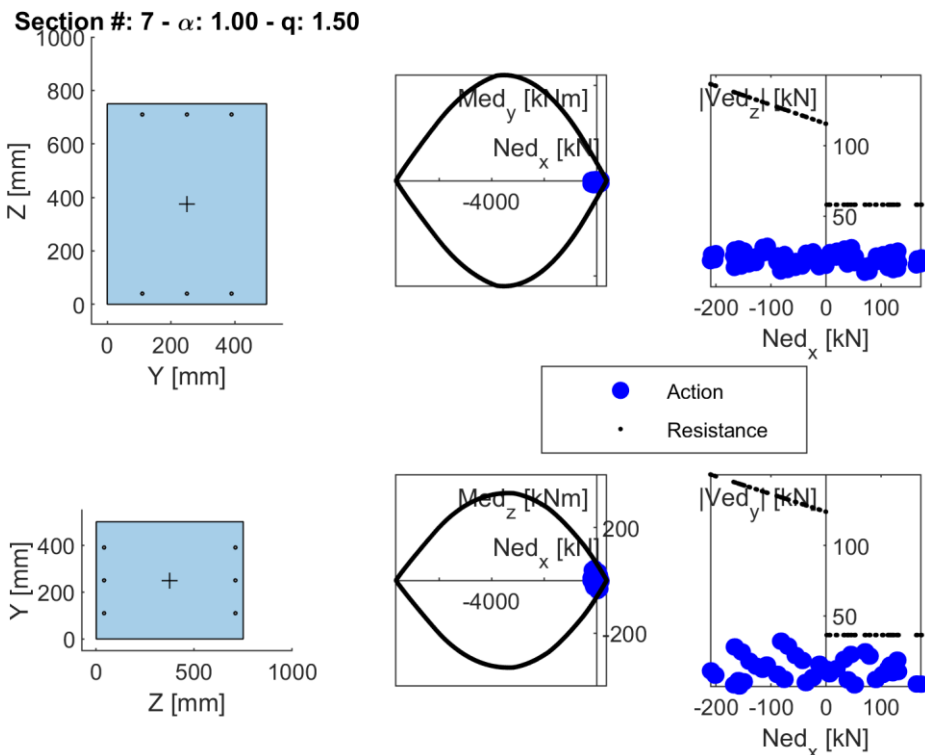 Section #: 7 - α: 1.00 - q: 1.50
1000
800
600
400
200
0
Z [mm]
0 200 400
Y [mm]
Med_y [kNm]
Ned_x [kN]
-4000
|Ved_z| [kN]
100
50
-200 -100 0 100
Ned_x [kN]
Action
Resistance
400
200
0
Y [mm]
0 500 1000
Z [mm]
Med_z [kNm]
200
Ned_x [kN]
-4000
-200
|Ved_y| [kN]
100
50
-200 -100 0 100
Ned_x [kN]